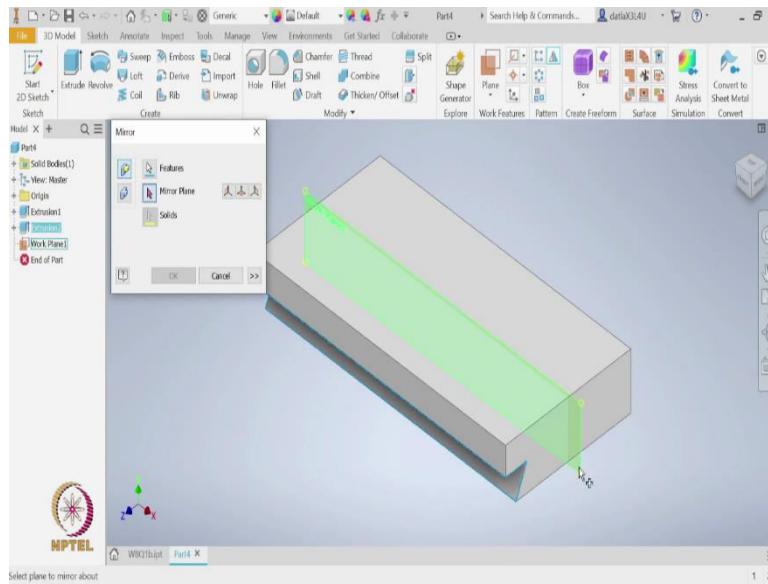 Generic
Default
Part4
Search Help & Commands...
datlaX3L4U
File 3D Model Sketch Annotate Inspect Tools Manage View Environments Get Started Collaborate
Start
2D Sketch
Extrude Revolve
Sweep Emboss Decal
Loft Derive Import
Coil Rib Unwrap
Hole Fillet
Chamfer Thread Split
Shell Combine
Draft Thicken/ Offset
Shape
Generator
Plane
Box
Stress
Analysis
Convert to
Sheet Metal
Sketch Create Modify Explore Work Features Pattern Create Freeform Surface Simulation Convert
Model X +
Part4
Solid Bodies(1)
View: Master
Origin
Extrusion1
Extrusion2
Work Plane1
End of Part
Mirror
Features
Mirror Plane
Solids
OK Cancel >>
NPTEL
Part4 X
Select plane to mirror about
1